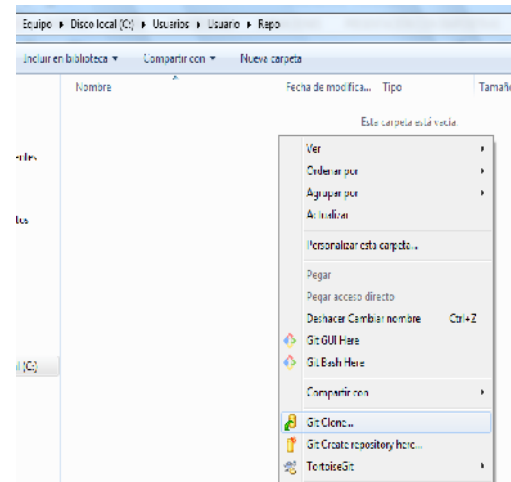 Equipo ▸ Disco local (C:) ▸ Usuarios ▸ Usuario ▸ Repo
Incluir en biblioteca ▾ Compartir con ▾ Nueva carpeta
Nombre Fecha de modifica... Tipo Tamaño
Esta carpeta está vacía.
Ver
Ordenar por
Agrupar por
Actualizar
Personalizar esta carpeta...
Pegar
Pegar acceso directo
Deshacer Cambiar nombre Ctrl+Z
Git GUI Here
Git Bash Here
(C:)
Compartir con
Git Clone...
Git Create repository here...
TortoiseGit